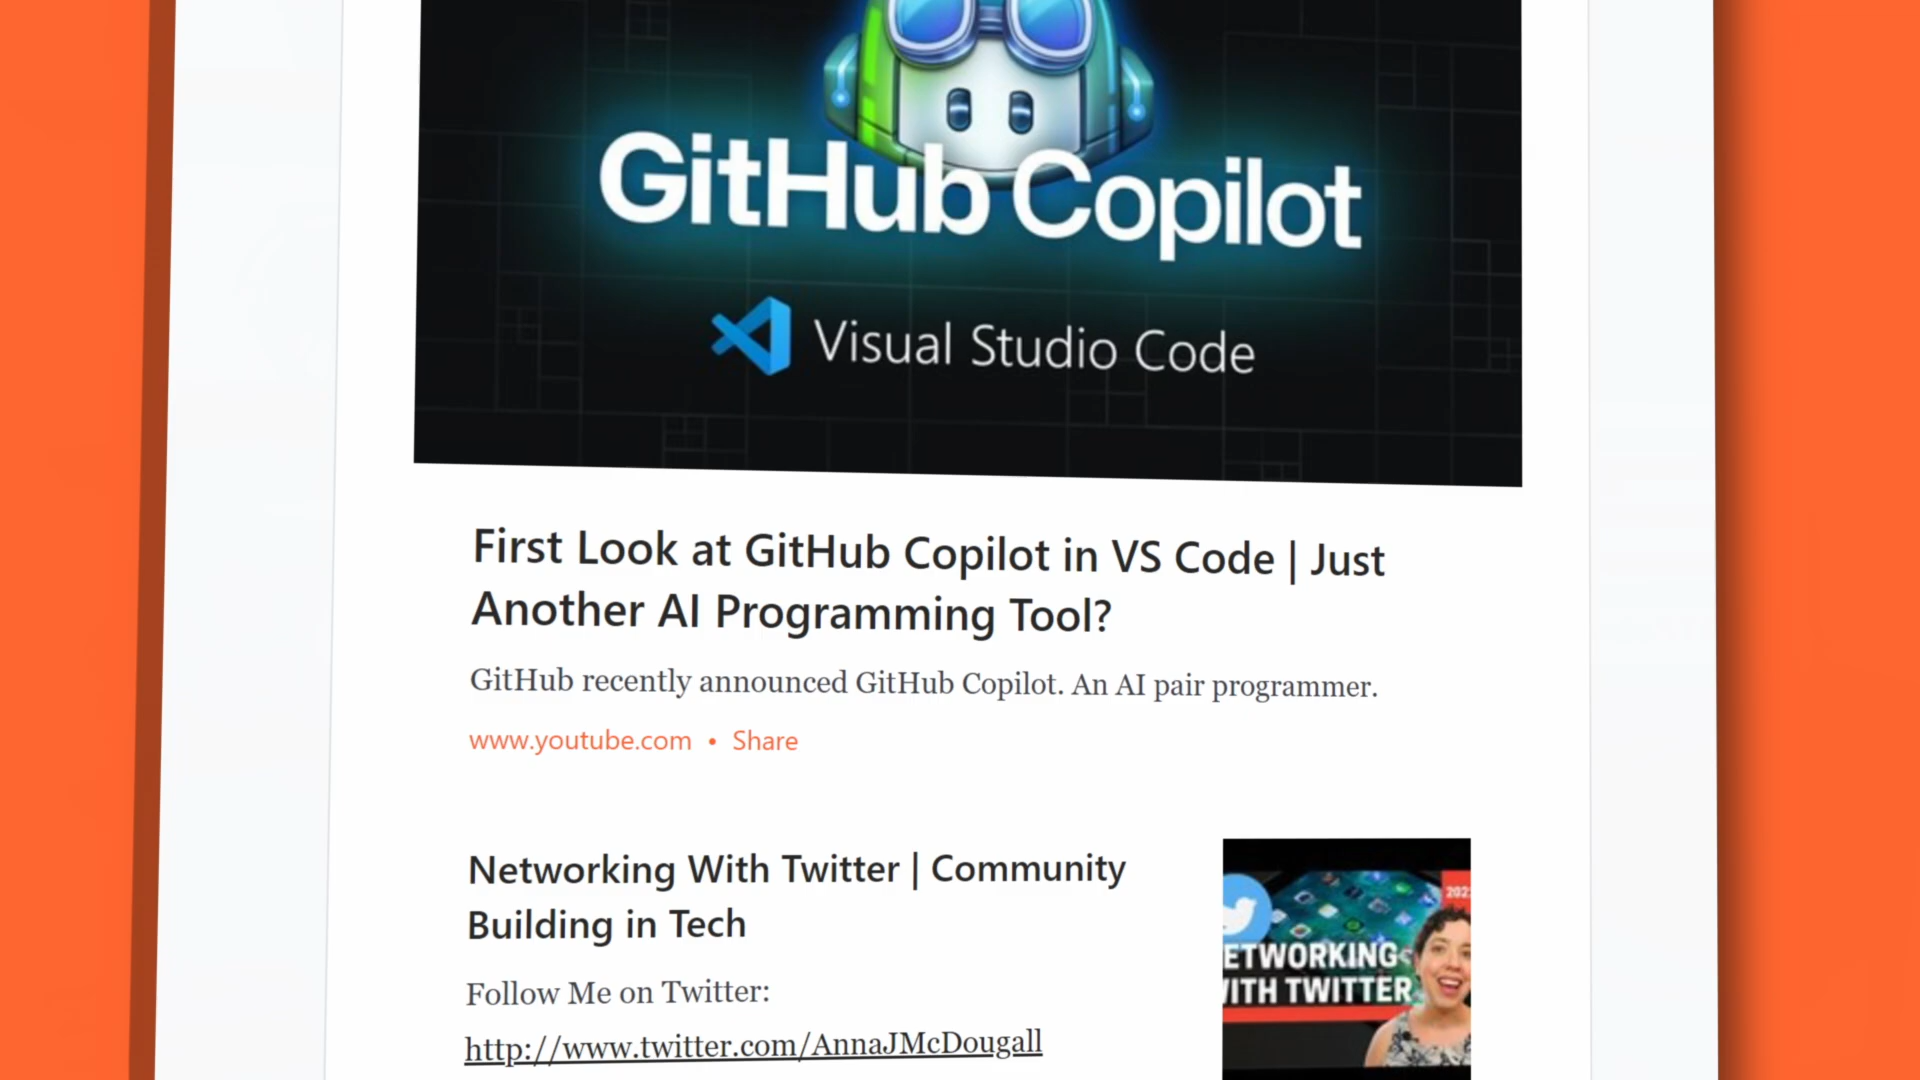 GitHub Copilot
Visual Studio Code
First Look at GitHub Copilot in VS Code | Just
Another AI Programming Tool?
GitHub recently announced GitHub Copilot. An AI pair programmer.
www.youtube.com • Share
Networking With Twitter | Community
Building in Tech
Follow Me on Twitter:
http://www.twitter.com/AnnaJMcDougall
202
ETWORKING
ITH TWITTER